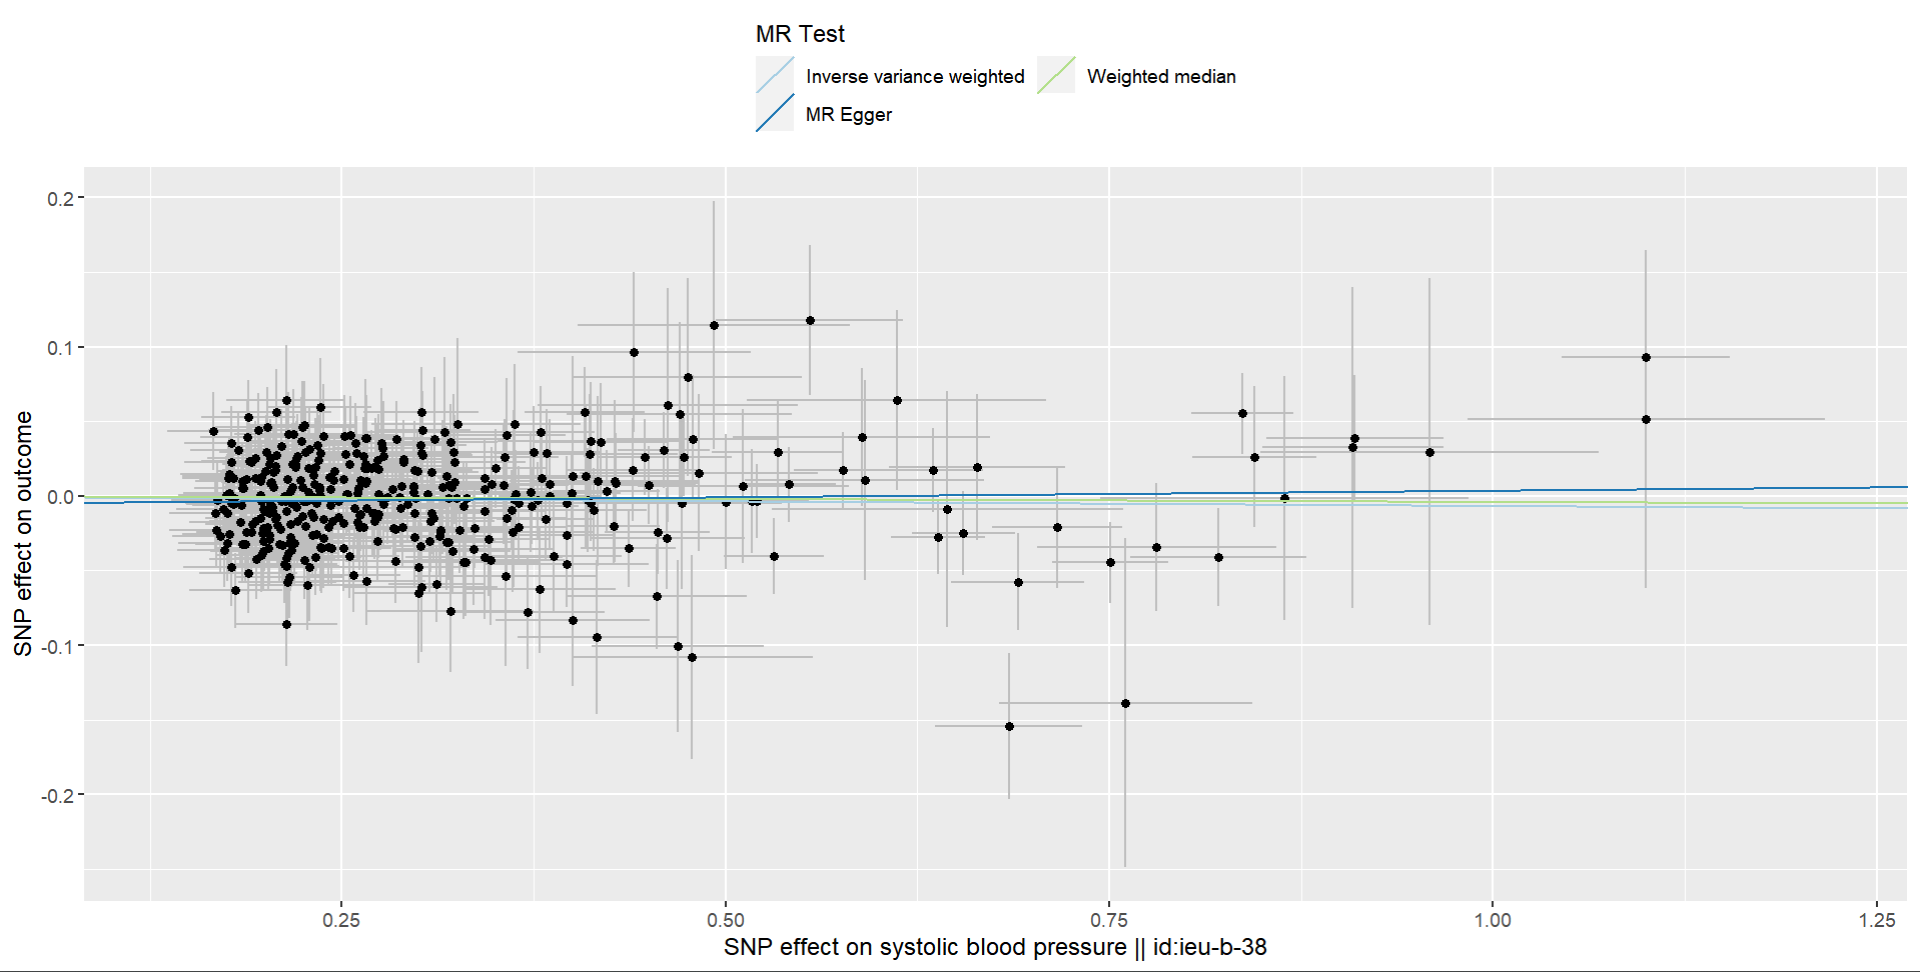 MR Test
Inverse variance weighted
Weighted median
MR Egger
SNP effect on outcome
0.2
0.1
0.0
-0.1
-0.2
0.25
0.50
0.75
1.00
1.25
SNP effect on systolic blood pressure || id:ieu-b-38